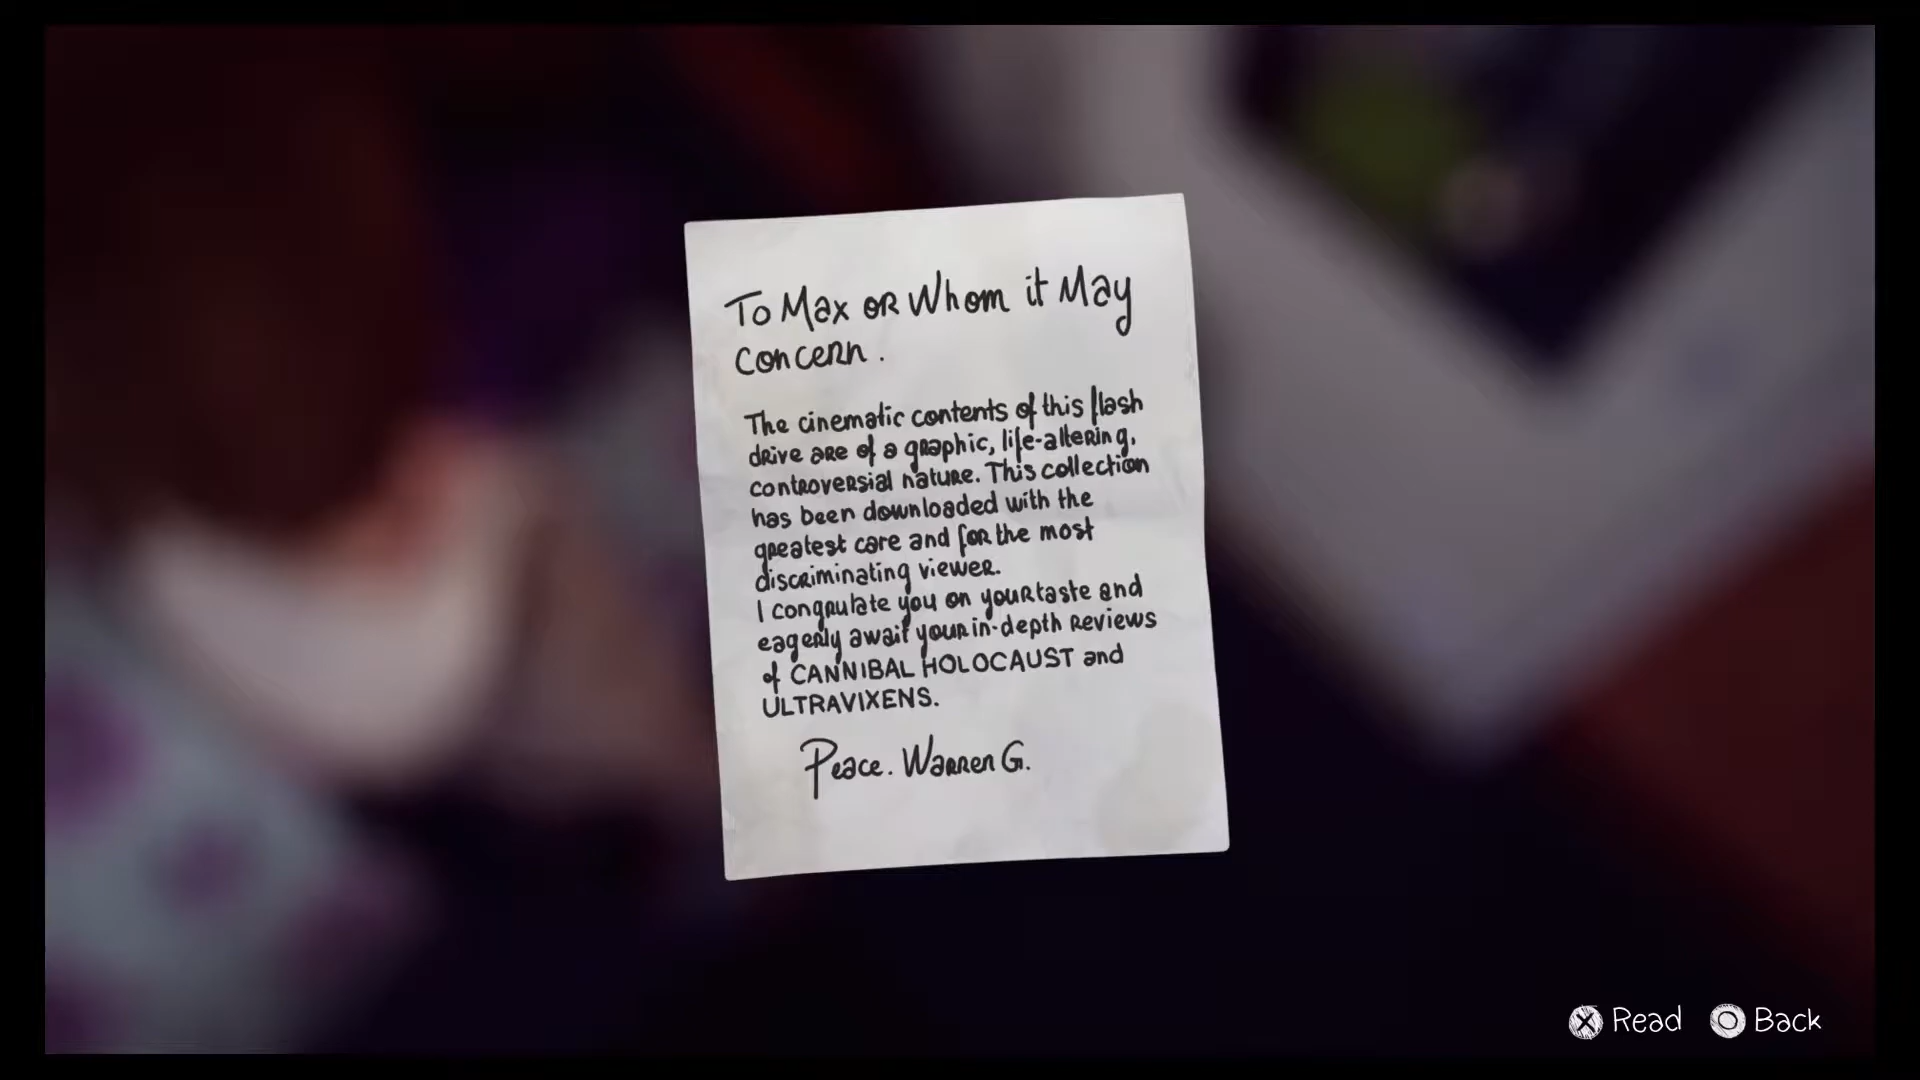 To Max or Whom it May
Concern.
The cinematic contents of this flash
drive are of a graphic, life-altering,
controversial nature. This collection
has been downloaded with the
greatest care and for the most
discriminating viewer.
I congrulate you on your taste and
eagerly await your in-depth reviews
of CANNIBAL HOLOCAUST and
ULTRAVIXENS.
Peace. Warren G.
Read Back